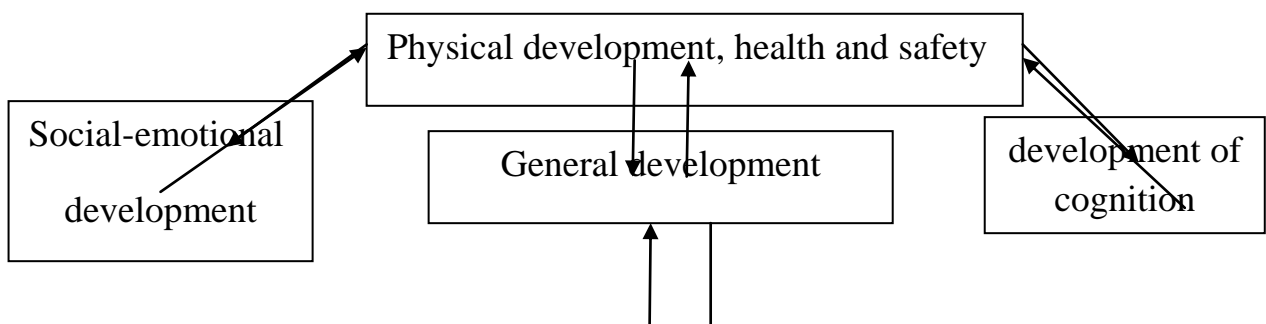 Physical development, health and safety
Social-emotional
development
General development
development of
cognition